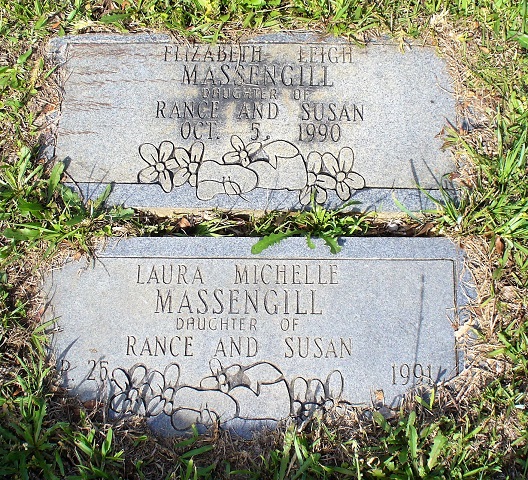 ELIZABETH LEIGH
MASSENGILL
DAUGHTER OF
RANCE AND SUSAN
OCT. 5, 1990
LAURA MICHELLE
MASSENGILL
DAUGHTER OF
RANCE AND SUSAN
25 1991